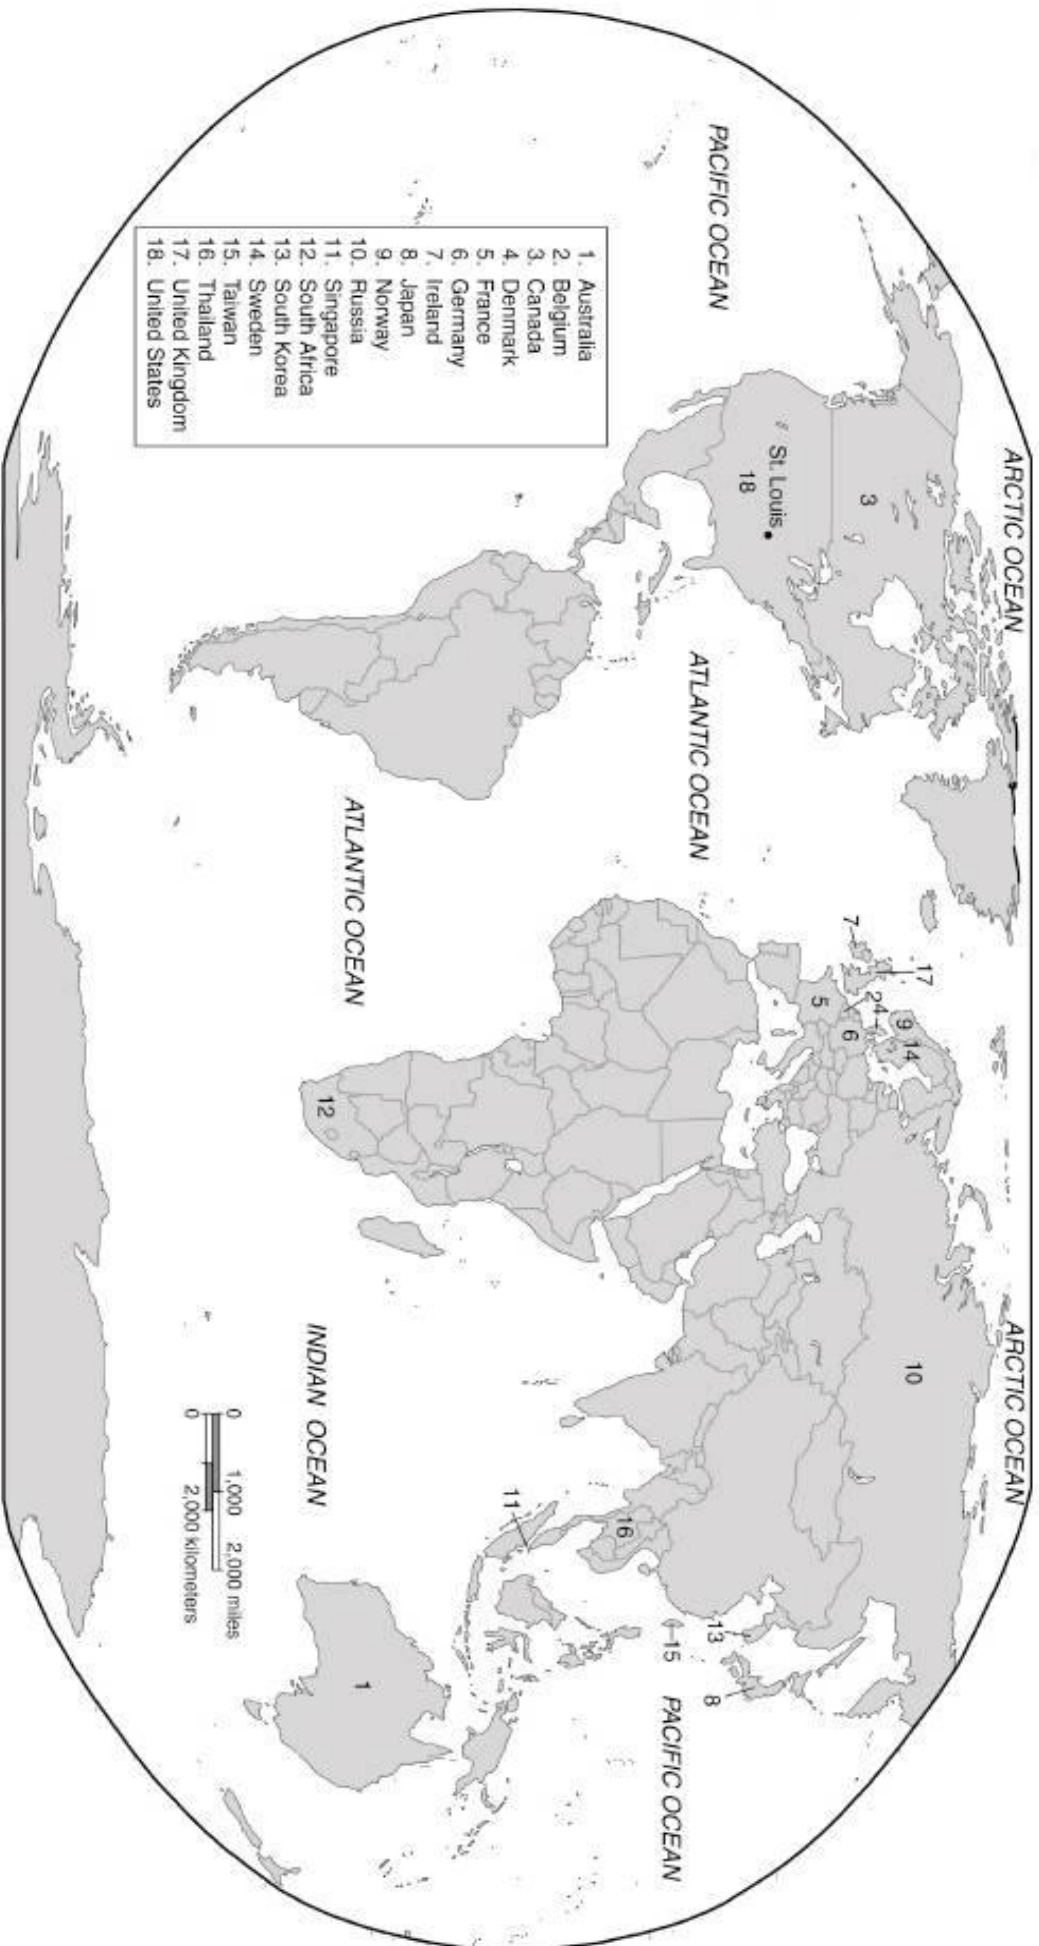 ARCTIC OCEAN
ARCTIC OCEAN
PACIFIC OCEAN
ATLANTIC OCEAN
PACIFIC OCEAN
ATLANTIC OCEAN
INDIAN OCEAN
3
St. Louis
18
7
17
2
4
9
14
5
6
10
12
16
11
13
15
8
1
1. Australia
2. Belgium
3. Canada
4. Denmark
5. France
6. Germany
7. Ireland
8. Japan
9. Norway
10. Russia
11. Singapore
12. South Africa
13. South Korea
14. Sweden
15. Taiwan
16. Thailand
17. United Kingdom
18. United States
0 1,000 2,000 miles
0 2,000 kilometers